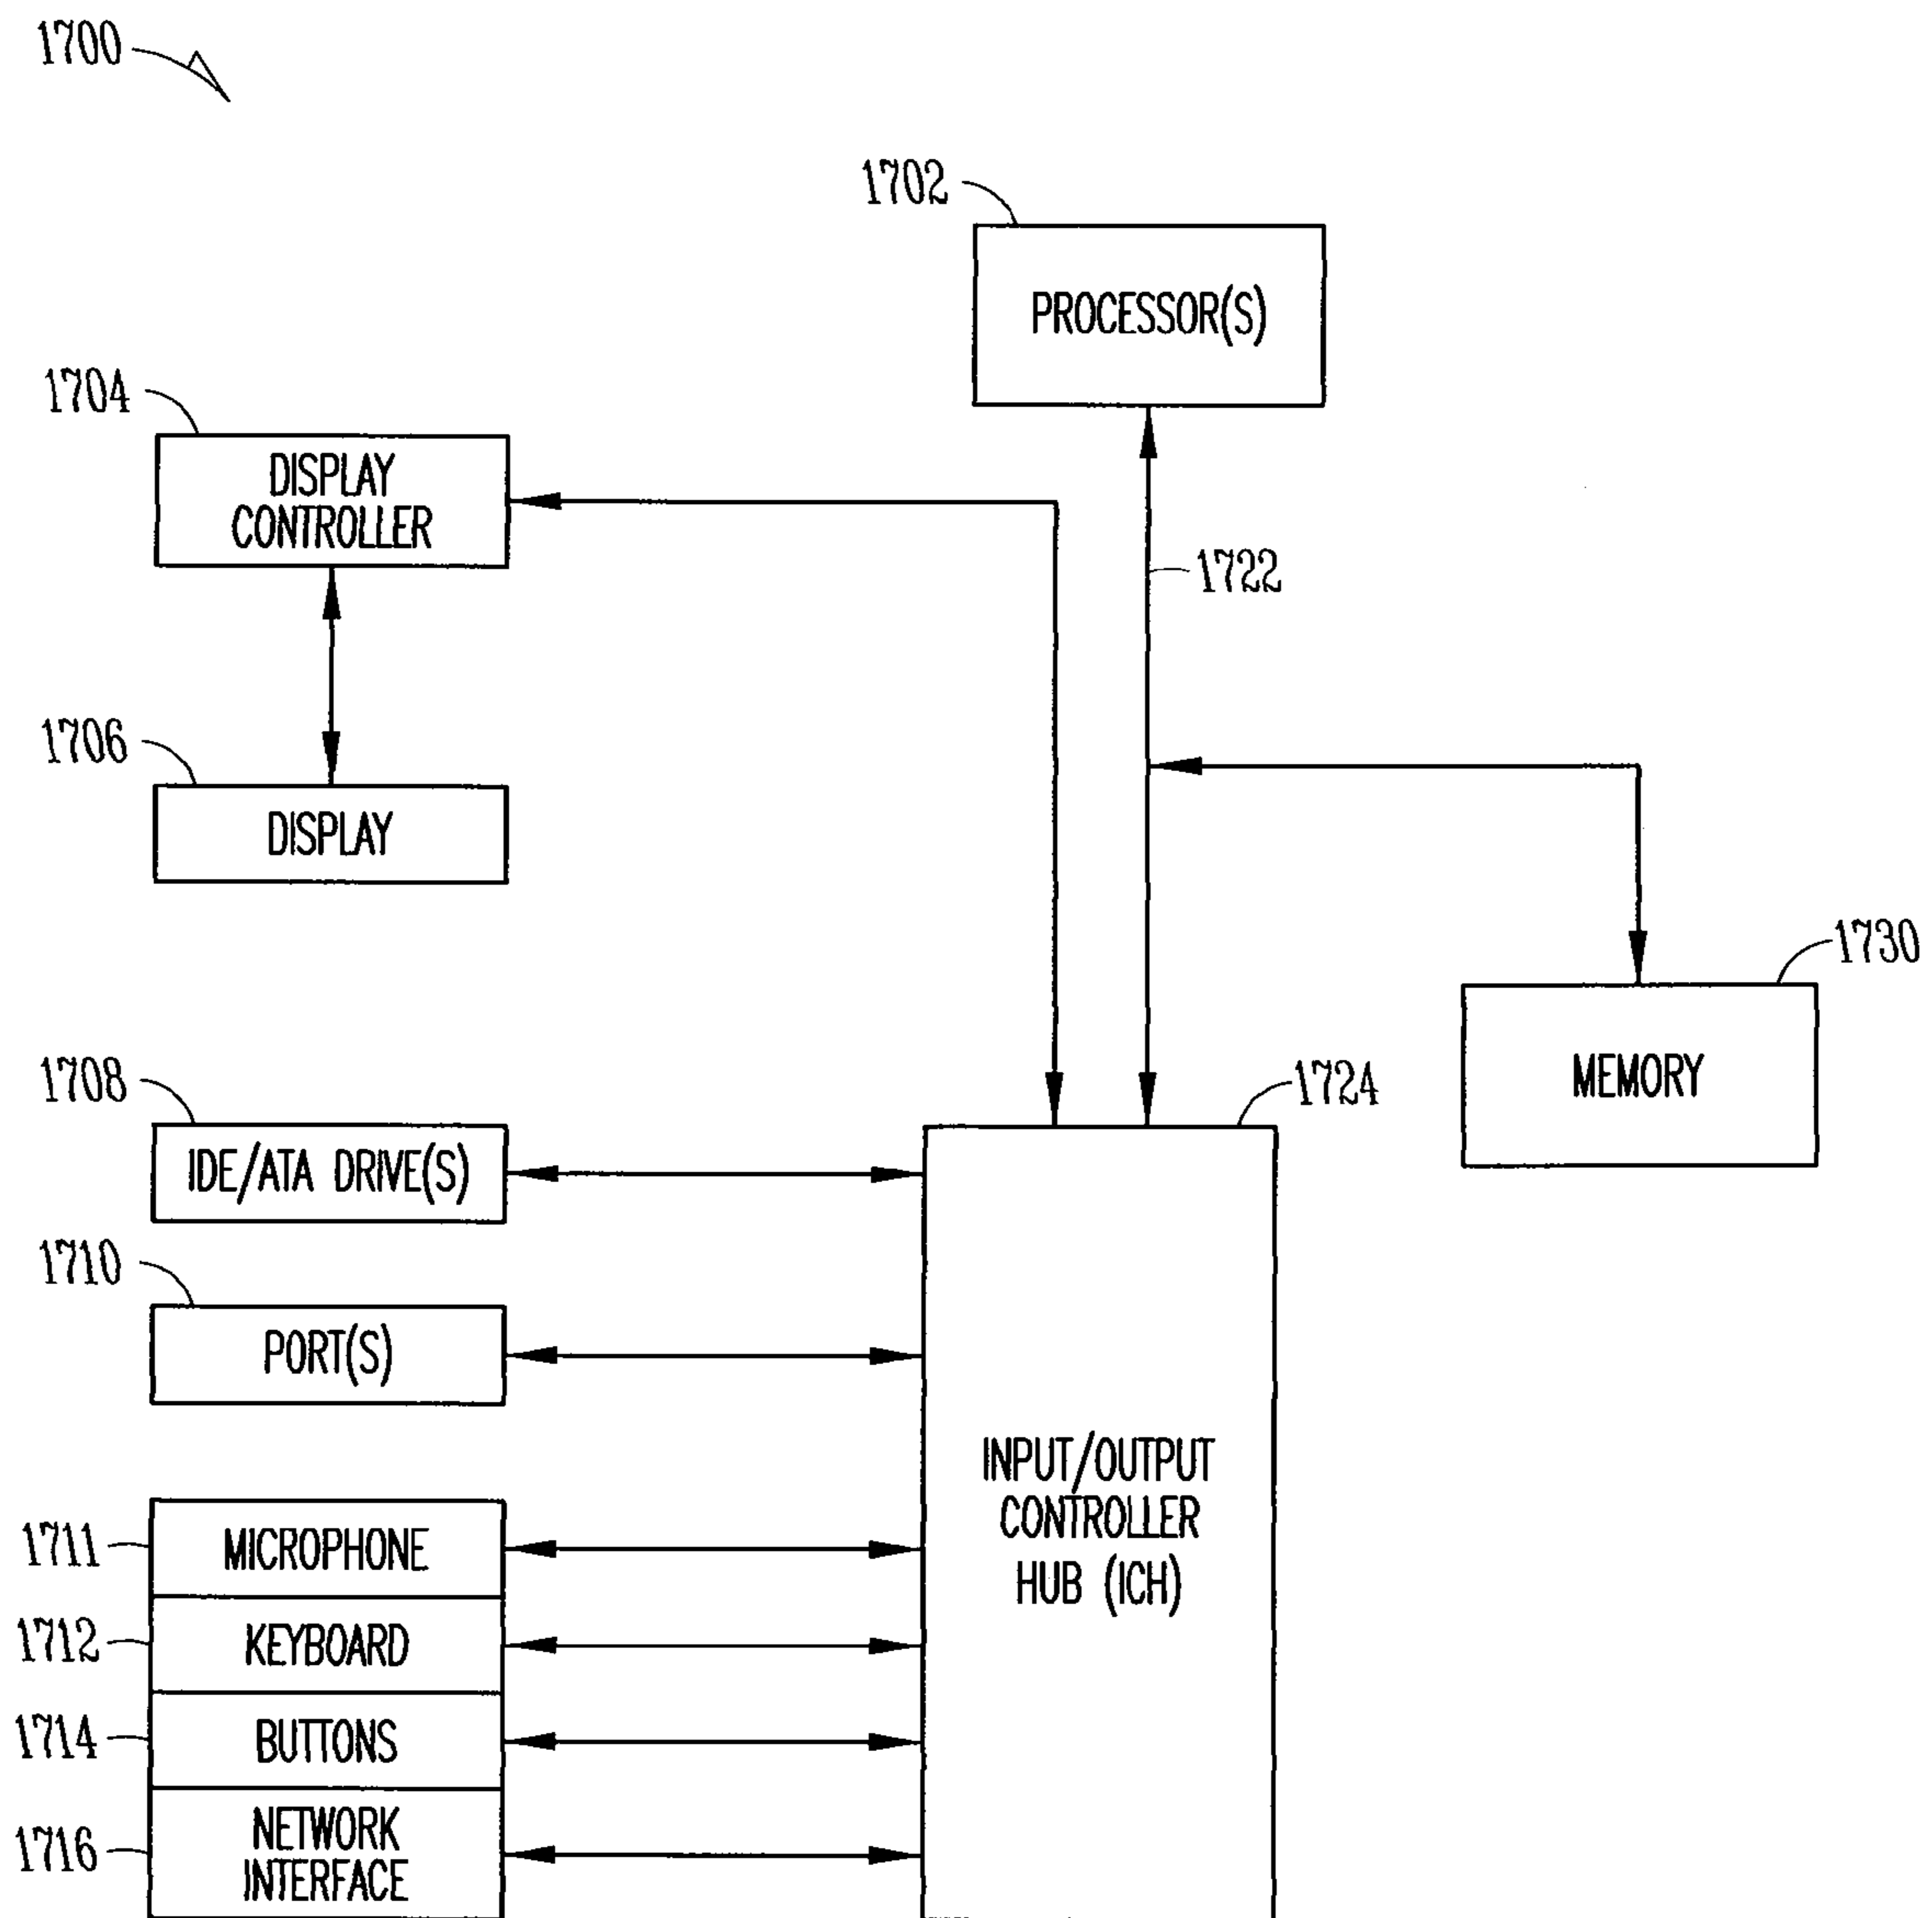 1700
1702
PROCESSOR(S)
1704
DISPLAY
CONTROLLER
1722
1706
DISPLAY
1730
MEMORY
1708
IDE/ATA DRIVE(S)
1724
1710
PORT(S)
INPUT/OUTPUT
CONTROLLER
HUB (ICH)
1711
MICROPHONE
1712
KEYBOARD
1714
BUTTONS
1716
NETWORK
INTERFACE